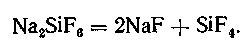 Na₂SiF₆ = 2NaF + SiF₄.